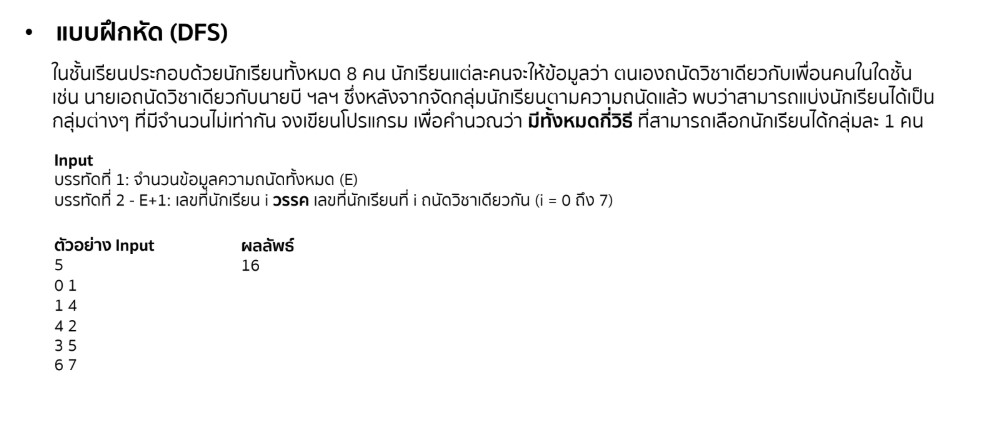 • แบบฝึกหัด (DFS)
ในชั้นเรียนประกอบด้วยนักเรียนทั้งหมด 8 คน นักเรียนแต่ละคนจะให้ข้อมูลว่า ตนเองถนัดวิชาเดียวกับเพื่อนคนในใดชั้น
เช่น นายเอถนัดวิชาเดียวกับนายบี ฯลฯ ซึ่งหลังจากจัดกลุ่มนักเรียนตามความถนัดแล้ว พบว่าสามารถแบ่งนักเรียนได้เป็น
กลุ่มต่างๆ ที่มีจำนวนไม่เท่ากัน จงเขียนโปรแกรม เพื่อคำนวณว่า มีทั้งหมดกี่วิธี ที่สามารถเลือกนักเรียนได้กลุ่มละ 1 คน
Input
บรรทัดที่ 1: จำนวนข้อมูลความถนัดทั้งหมด (E)
บรรทัดที่ 2 - E+1: เลขที่นักเรียน i วรรค เลขที่นักเรียนที่ i ถนัดวิชาเดียวกัน (i = 0 ถึง 7)
ตัวอย่าง Input ผลลัพธ์
5 16
0 1
1 4
4 2
3 5
6 7